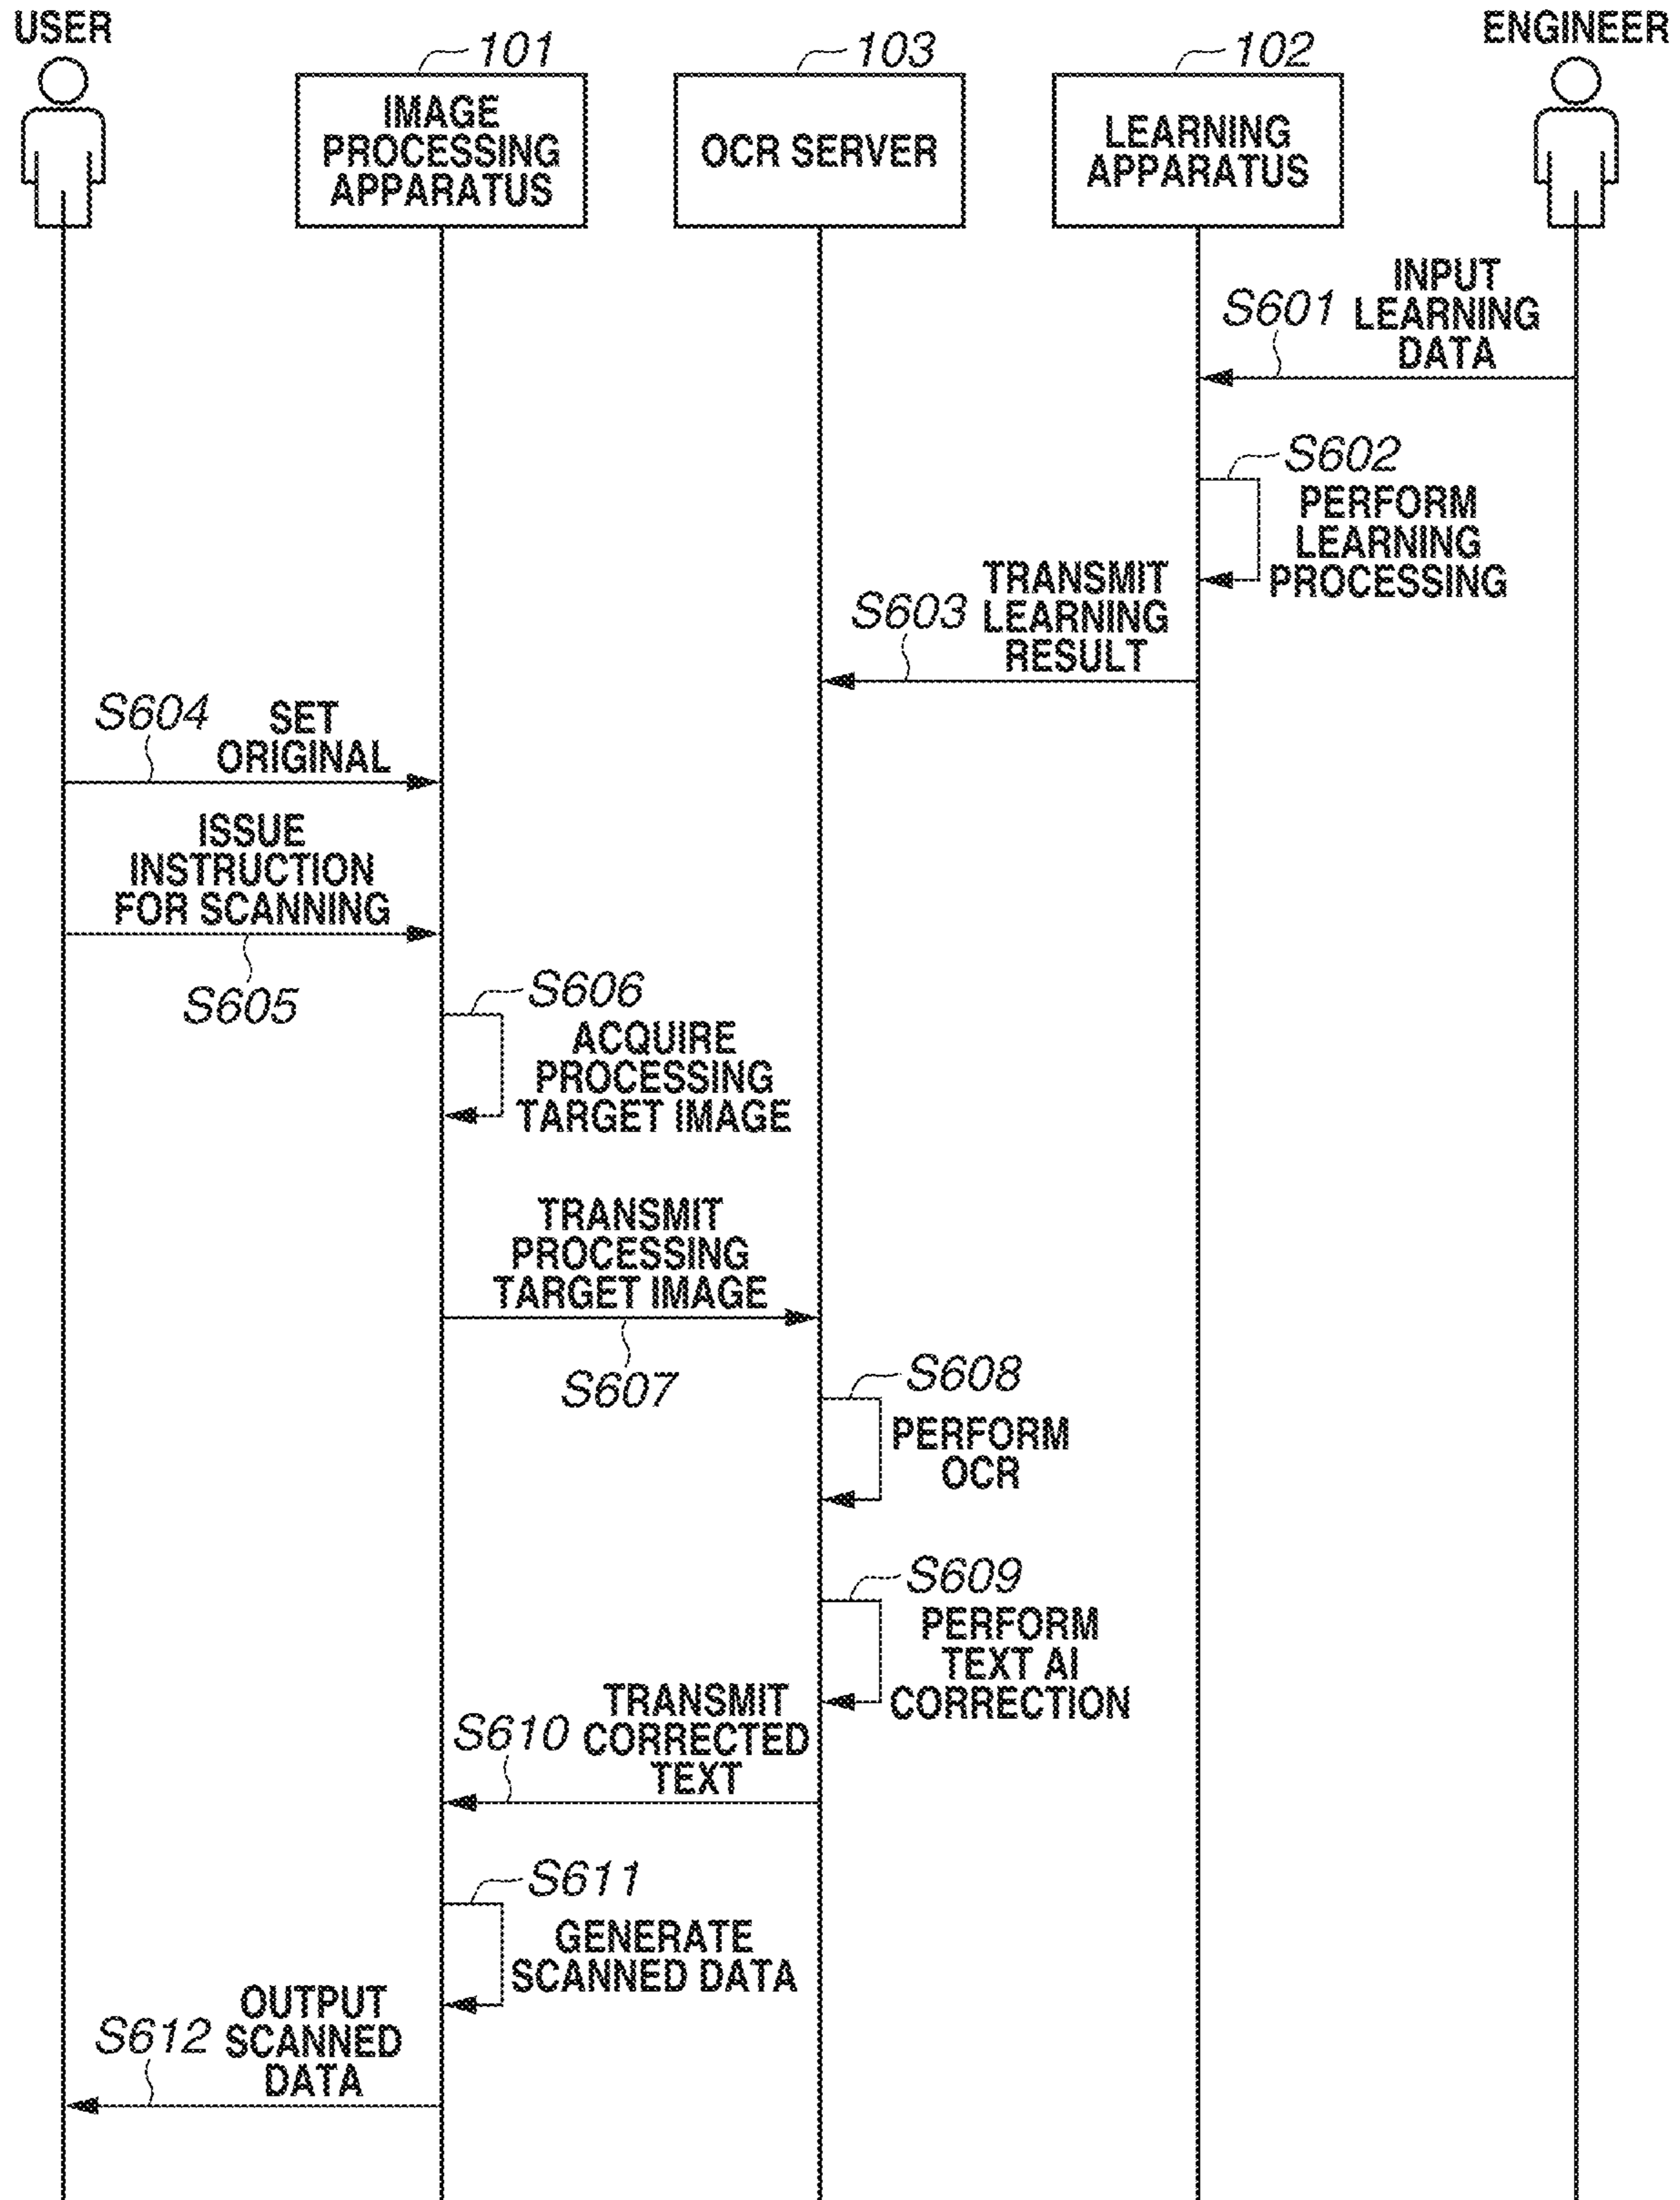 USER
ENGINEER
101
103
102
IMAGE
PROCESSING
APPARATUS
OCR SERVER
LEARNING
APPARATUS
S601
INPUT
LEARNING
DATA
S602
PERFORM
LEARNING
PROCESSING
S603
TRANSMIT
LEARNING
RESULT
S604
SET
ORIGINAL
ISSUE
INSTRUCTION
FOR SCANNING
S605
S606
ACQUIRE
PROCESSING
TARGET IMAGE
TRANSMIT
PROCESSING
TARGET IMAGE
S607
S608
PERFORM
OCR
S609
PERFORM
TEXT AI
CORRECTION
S610
TRANSMIT
CORRECTED
TEXT
S611
GENERATE
SCANNED DATA
S612
OUTPUT
SCANNED
DATA